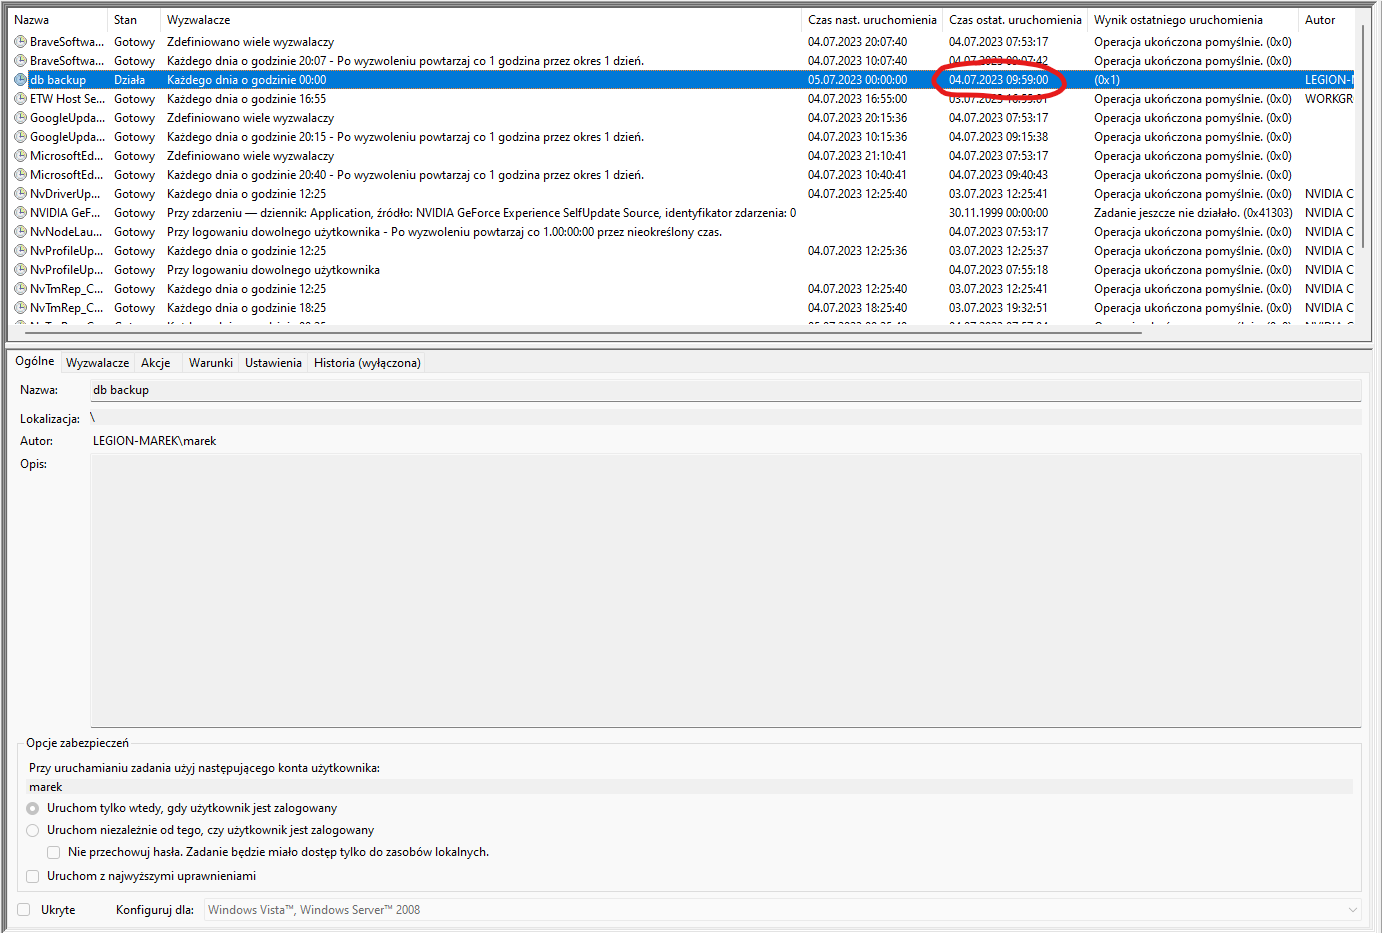 Nazwa Stan Wyzwalacze Czas nast. uruchomienia Czas ostat. uruchomienia Wynik ostatniego uruchomienia Autor
BraveSoftwa... Gotowy Zdefiniowano wiele wyzwalaczy 04.07.2023 20:07:40 04.07.2023 07:53:17 Operacja ukończona pomyślnie. (0x0)
BraveSoftwa... Gotowy Każdego dnia o godzinie 20:07 - Po wyzwoleniu powtarzaj co 1 godzina przez okres 1 dzień. 04.07.2023 10:07:40 04.07.2023 09:07:42 Operacja ukończona pomyślnie. (0x0)
db backup Działa Każdego dnia o godzinie 00:00 05.07.2023 00:00:00 04.07.2023 09:59:00 (0x1) LEGION-M
ETW Host Se... Gotowy Każdego dnia o godzinie 16:55 04.07.2023 16:55:00 03.07.2023 16:55:01 Operacja ukończona pomyślnie. (0x0) WORKGR
GoogleUpda... Gotowy Zdefiniowano wiele wyzwalaczy 04.07.2023 20:15:36 04.07.2023 07:53:17 Operacja ukończona pomyślnie. (0x0)
GoogleUpda... Gotowy Każdego dnia o godzinie 20:15 - Po wyzwoleniu powtarzaj co 1 godzina przez okres 1 dzień. 04.07.2023 10:15:36 04.07.2023 09:15:38 Operacja ukończona pomyślnie. (0x0)
MicrosoftEd... Gotowy Zdefiniowano wiele wyzwalaczy 04.07.2023 21:10:41 04.07.2023 07:53:17 Operacja ukończona pomyślnie. (0x0)
MicrosoftEd... Gotowy Każdego dnia o godzinie 20:40 - Po wyzwoleniu powtarzaj co 1 godzina przez okres 1 dzień. 04.07.2023 10:40:41 04.07.2023 09:40:43 Operacja ukończona pomyślnie. (0x0)
NvDriverUp... Gotowy Każdego dnia o godzinie 12:25 04.07.2023 12:25:40 03.07.2023 12:25:41 Operacja ukończona pomyślnie. (0x0) NVIDIA C
NVIDIA GeF... Gotowy Przy zdarzeniu — dziennik: Application, źródło: NVIDIA GeForce Experience SelfUpdate Source, identyfikator zdarzenia: 0 30.11.1999 00:00:00 Zadanie jeszcze nie działało. (0x41303) NVIDIA C
NvNodeLau... Gotowy Przy logowaniu dowolnego użytkownika - Po wyzwoleniu powtarzaj co 1.00:00:00 przez nieokreślony czas. 04.07.2023 07:53:17 Operacja ukończona pomyślnie. (0x0) NVIDIA C
NvProfileUp... Gotowy Każdego dnia o godzinie 12:25 04.07.2023 12:25:36 03.07.2023 12:25:37 Operacja ukończona pomyślnie. (0x0) NVIDIA C
NvProfileUp... Gotowy Przy logowaniu dowolnego użytkownika 04.07.2023 07:55:18 Operacja ukończona pomyślnie. (0x0) NVIDIA C
NvTmRep_C... Gotowy Każdego dnia o godzinie 12:25 04.07.2023 12:25:40 03.07.2023 12:25:41 Operacja ukończona pomyślnie. (0x0) NVIDIA C
NvTmRep_C... Gotowy Każdego dnia o godzinie 18:25 04.07.2023 18:25:40 03.07.2023 19:32:51 Operacja ukończona pomyślnie. (0x0) NVIDIA C
Ogólne Wyzwalacze Akcje Warunki Ustawienia Historia (wyłączona)
Nazwa: db backup
Lokalizacja: \
Autor: LEGION-MAREK\marek
Opis:
Opcje zabezpieczeń
Przy uruchamianiu zadania użyj następującego konta użytkownika:
marek
Uruchom tylko wtedy, gdy użytkownik jest zalogowany
Uruchom niezależnie od tego, czy użytkownik jest zalogowany
Nie przechowuj hasła. Zadanie będzie miało dostęp tylko do zasobów lokalnych.
Uruchom z najwyższymi uprawnieniami
Ukryte Konfiguruj dla: Windows Vista™, Windows Server™ 2008